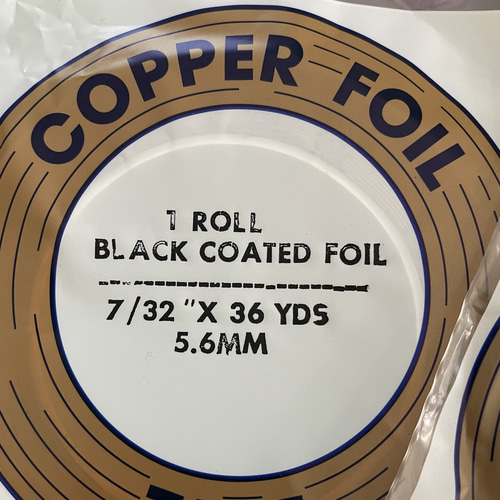 COPPER FOIL
1 ROLL
BLACK COATED FOIL
7/32 "X 36 YDS
5.6MM